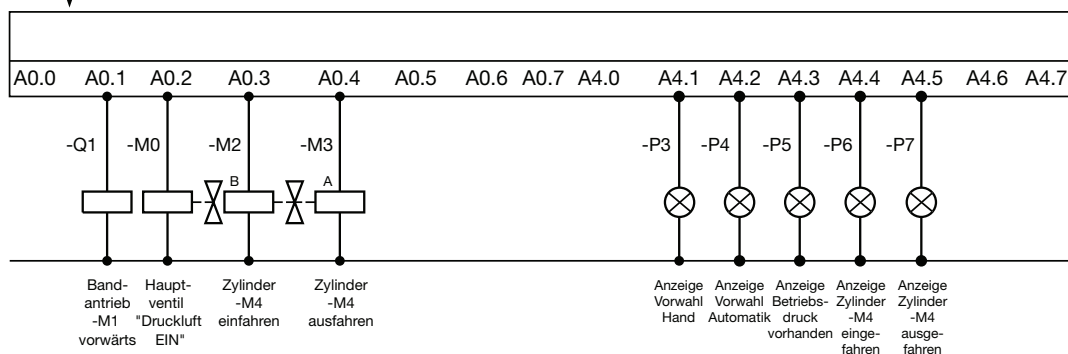 A0.0 A0.1 A0.2 A0.3 A0.4 A0.5 A0.6 A0.7 A4.0 A4.1 A4.2 A4.3 A4.4 A4.5 A4.6 A4.7
-Q1 -M0 -M2 -M3 -P3 -P4 -P5 -P6 -P7
B A
Band-
antrieb
-M1
vorwärts
Haupt-
ventil
"Druckluft
EIN"
Zylinder
-M4
einfahren
Zylinder
-M4
ausfahren
Anzeige
Vorwahl
Hand
Anzeige
Vorwahl
Automatik
Anzeige
Betriebs-
druck
vorhanden
Anzeige
Zylinder
-M4
einge-
fahren
Anzeige
Zylinder
-M4
ausge-
fahren